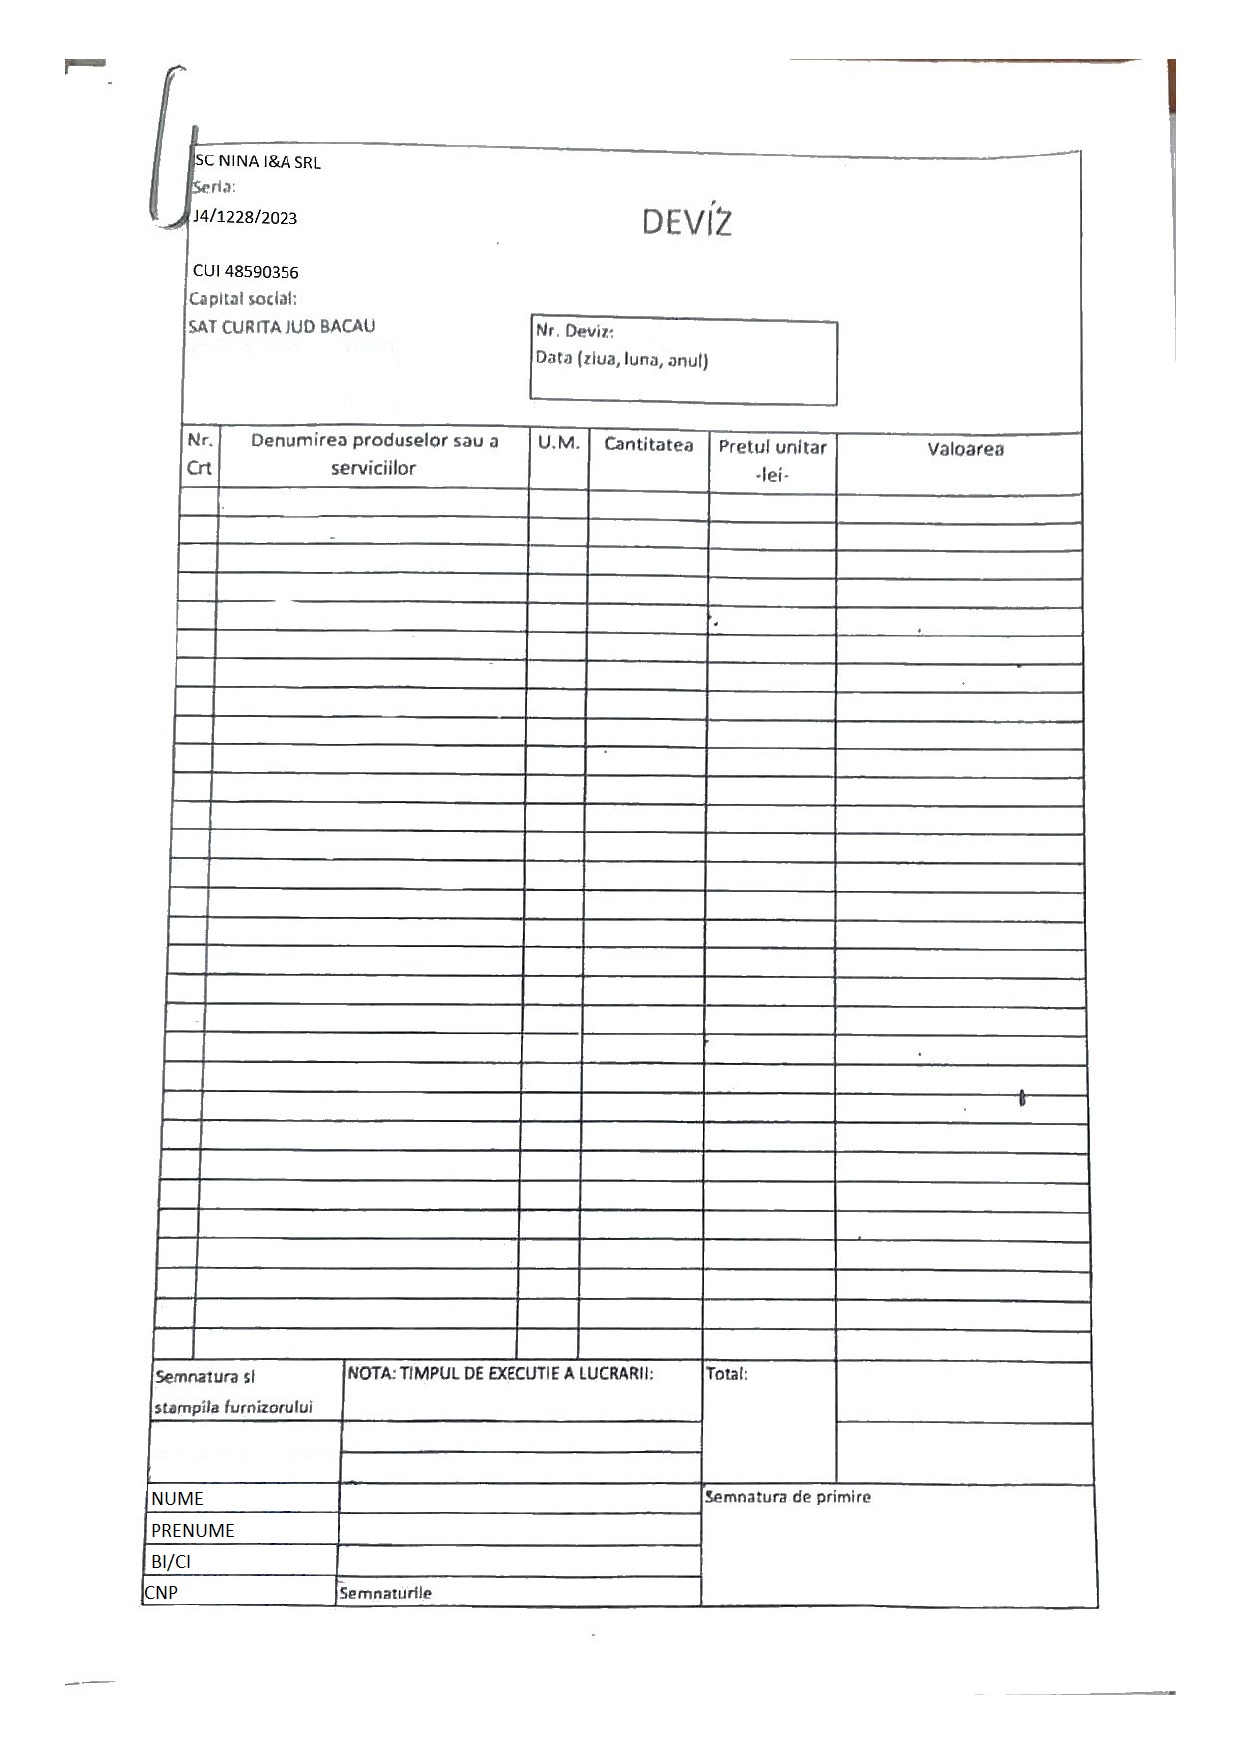 SC NINA I&A SRL
Seria:
J4/1228/2023
DEVÍZ
CUI 48590356
Capital social:
SAT CURITA JUD BACAU
Nr. Deviz:
Data (ziua, luna, anul)
Nr. Crt
Denumirea produselor sau a serviciilor
U.M.
Cantitatea
Pretul unitar
-lei-
Valoarea
Semnatura si
stampila furnizorului
NOTA: TIMPUL DE EXECUTIE A LUCRARII:
Total:
NUME
Semnatura de primire
PRENUME
BI/CI
CNP
Semnaturile